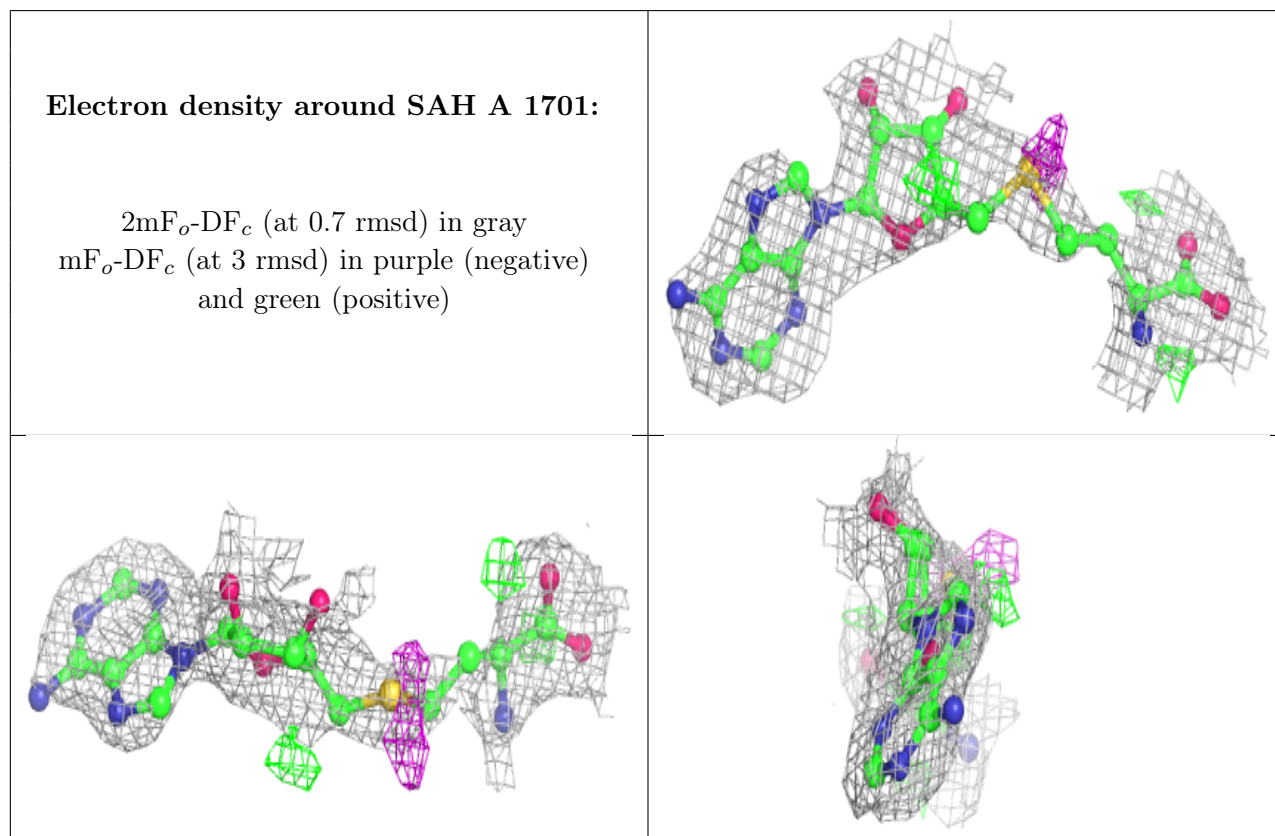 Electron density around SAH A 1701:
2mFo-DFc (at 0.7 rmsd) in gray
mFo-DFc (at 3 rmsd) in purple (negative)
and green (positive)